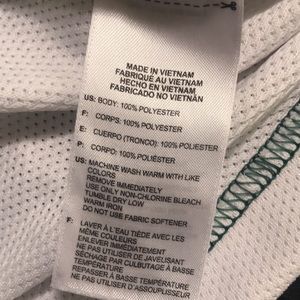 MADE IN VIETNAM
FABRIQUÉ AU VIETNAM
HECHO EN VIETNAM
FABRICADO NO VIETNÃ
US: BODY: 100% POLYESTER
F: CORPS: 100% POLYESTER
E: CUERPO (TRONCO): 100% POLIÉSTER
P: CORPO: 100% POLIÉSTER
US: MACHINE WASH WARM WITH LIKE
COLORS
REMOVE IMMEDIATELY
USE ONLY NON-CHLORINE BLEACH
TUMBLE DRY LOW
WARM IRON
DO NOT USE FABRIC SOFTENER
F: LAVER À L'EAU TIÈDE AVEC LES
MÊME COULEURS
ENLEVER IMMÉDIATEMENT
NE PAS UTILISER DE JAVELISANT
SÉCHAGE PAR CULBUTAGE À BASSE
TEMPÉRATURE
REPASSER À BASSE TEMPÉRATURE
NE PAS UTILISER D'ASSOUPLISSEUR